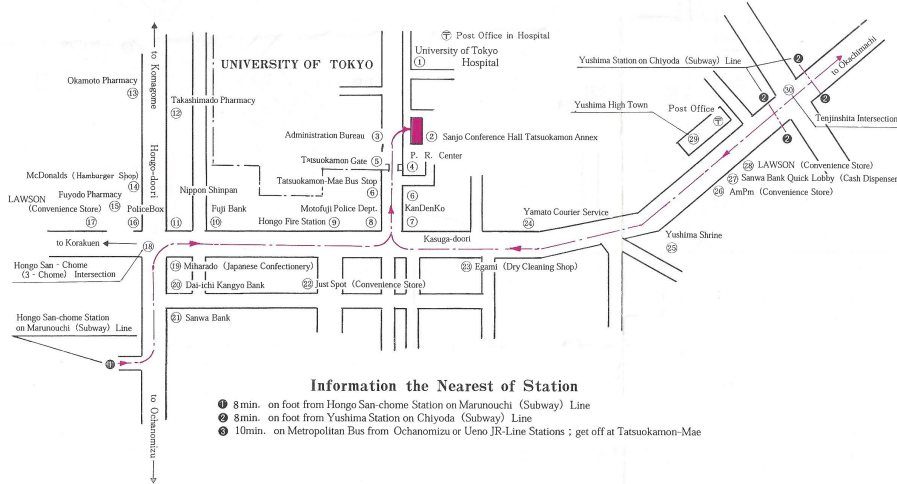 to Komagome
〒 Post Office in Hospital
University of Tokyo
① Hospital
UNIVERSITY OF TOKYO
Okamoto Pharmacy
⑬
Takashimado Pharmacy
⑫
Hongo-doori
Administration Bureau ③
② Sanjo Conference Hall Tatsuokamon Annex
Tatsuokamon Gate ⑤
P. R. Center
④
Tatsuokamon-Mae Bus Stop
⑥
⑥
McDonalds (Hamburger Shop)
⑭
Fuyodo Pharmacy
⑮
LAWSON
(Convenience Store)
⑰
PoliceBox
⑯
⑪
Nippon Shinpan
Fuji Bank
⑩
Motofuji Police Dept.
⑧
Hongo Fire Station ⑨
KanDenKo
⑦
Yushima Station on Chiyoda (Subway) Line
❷
❷
❷
❷
to Okachimachi
㉚
Tenjinshita Intersection
Yushima High Town
㉙
Post Office 〒
㉘ LAWSON (Convenience Store)
㉗ Sanwa Bank Quick Lobby (Cash Dispenser
㉖ AmPm (Convenience Store)
㉔
Yamato Courier Service
Yushima Shrine
㉕
Kasuga-doori
to Korakuen
⑱
Hongo San - Chome
(3 - Chome) Intersection
⑲ Miharado (Japanese Confectionery)
⑳ Dai-ichi Kangyo Bank
㉒ Just Spot (Convenience Store)
㉓ Egami (Dry Cleaning Shop)
㉑ Sanwa Bank
Hongo San-chome Station
on Marunouchi (Subway) Line
❶
to Ochanomizu
Information the Nearest of Station
❶ 8min. on foot from Hongo San-chome Station on Marunouchi (Subway) Line
❷ 8min. on foot from Yushima Station on Chiyoda (Subway) Line
❸ 10min. on Metropolitan Bus from Ochanomizu or Ueno JR-Line Stations ; get off at Tatsuokamon-Mae